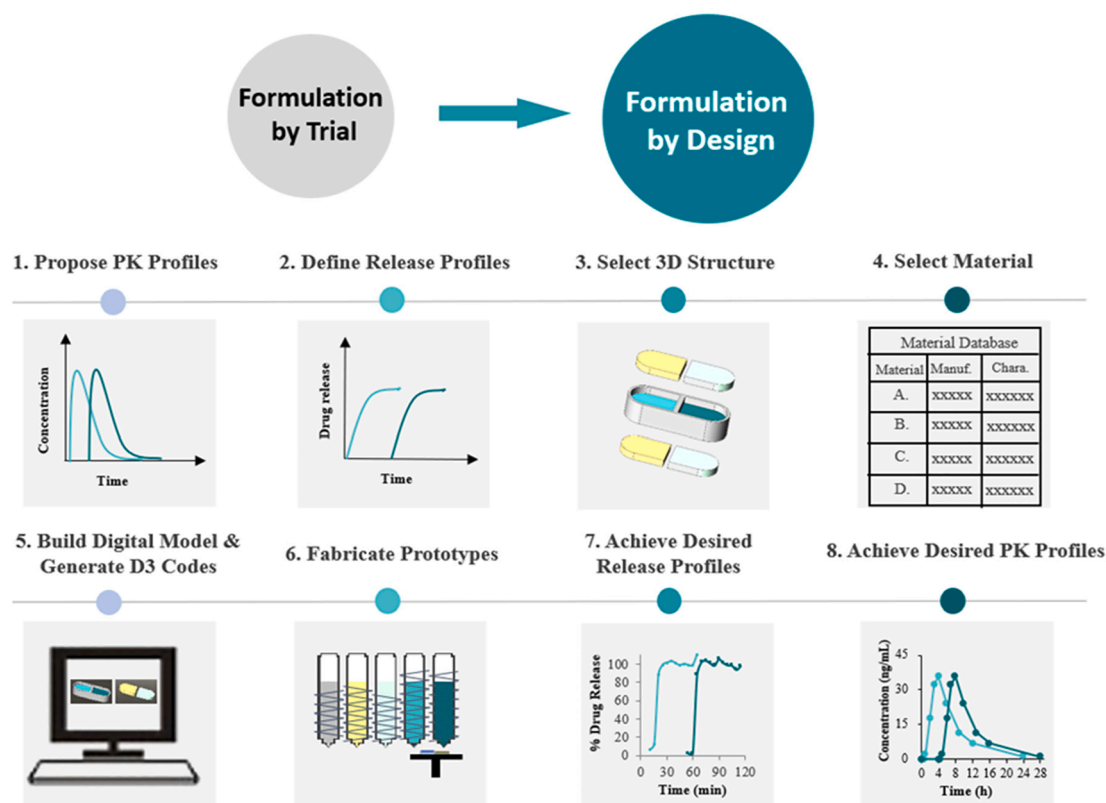 Formulation
by Trial
Formulation
by Design
1. Propose PK Profiles
2. Define Release Profiles
3. Select 3D Structure
4. Select Material
Concentration
Time
Drug release
Time
Material Database
Material Manuf. Chara.
A. xxxxx xxxxxx
B. xxxxx xxxxxx
C. xxxxx xxxxxx
D. xxxxx xxxxxx
5. Build Digital Model &
Generate D3 Codes
6. Fabricate Prototypes
7. Achieve Desired
Release Profiles
8. Achieve Desired PK Profiles
% Drug Release
100
80
60
40
20
0
0 30 60 90 120
Time (min)
Concentration (ng/mL)
45
30
15
0
0 4 8 12 16 20 24 28
Time (h)